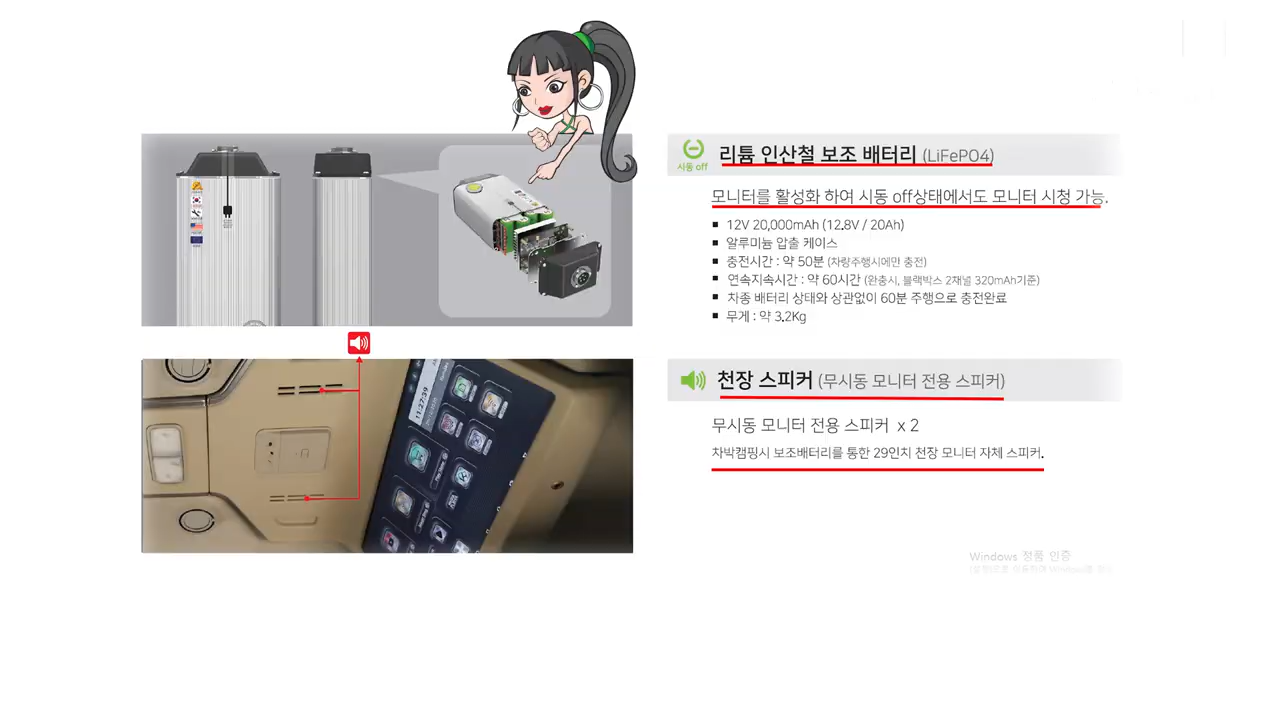 시동 off
리튬 인산철 보조 배터리 (LiFePO4)
모니터를 활성화 하여 시동 off상태에서도 모니터 시청 가능.
▪ 12V 20,000mAh (12.8V / 20Ah)
▪ 알루미늄 압출 케이스
▪ 충전시간 : 약 50분 (차량주행시에만 충전)
▪ 연속지속시간 : 약 60시간 (완충시, 블랙박스 2채널 320mAh기준)
▪ 차종 배터리 상태와 상관없이 60분 주행으로 충전완료
▪ 무게 : 약 3.2Kg
천장 스피커 (무시동 모니터 전용 스피커)
무시동 모니터 전용 스피커 x 2
차박캠핑시 보조배터리를 통한 29인치 천장 모니터 자체 스피커.
11:27:39
Windows 정품 인증